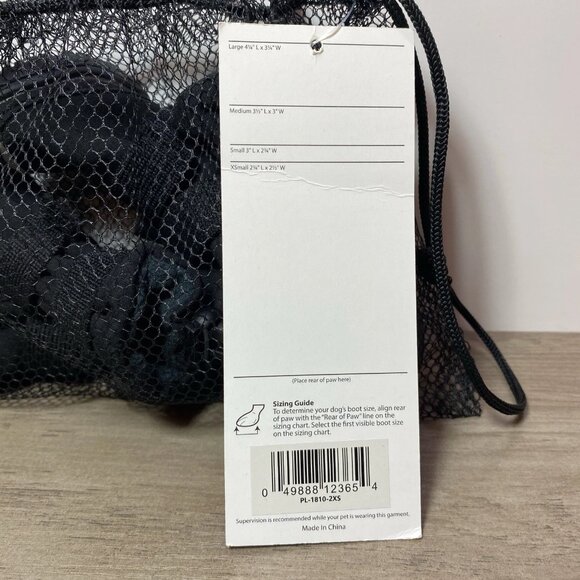 Large 4¼" L x 3¼" W
Medium 3½" L x 3" W
Small 3" L x 2¾" W
XSmall 2¾" L x 2½" W
(Place rear of paw here)
Sizing Guide
To determine your dog's boot size, align rear
of paw with the "Rear of Paw" line on the
sizing chart. Select the first visible boot size
on the sizing chart.
0 49888 12365 4
PL-1810-2XS
Supervision is recommended while your pet is wearing this garment.
Made In China